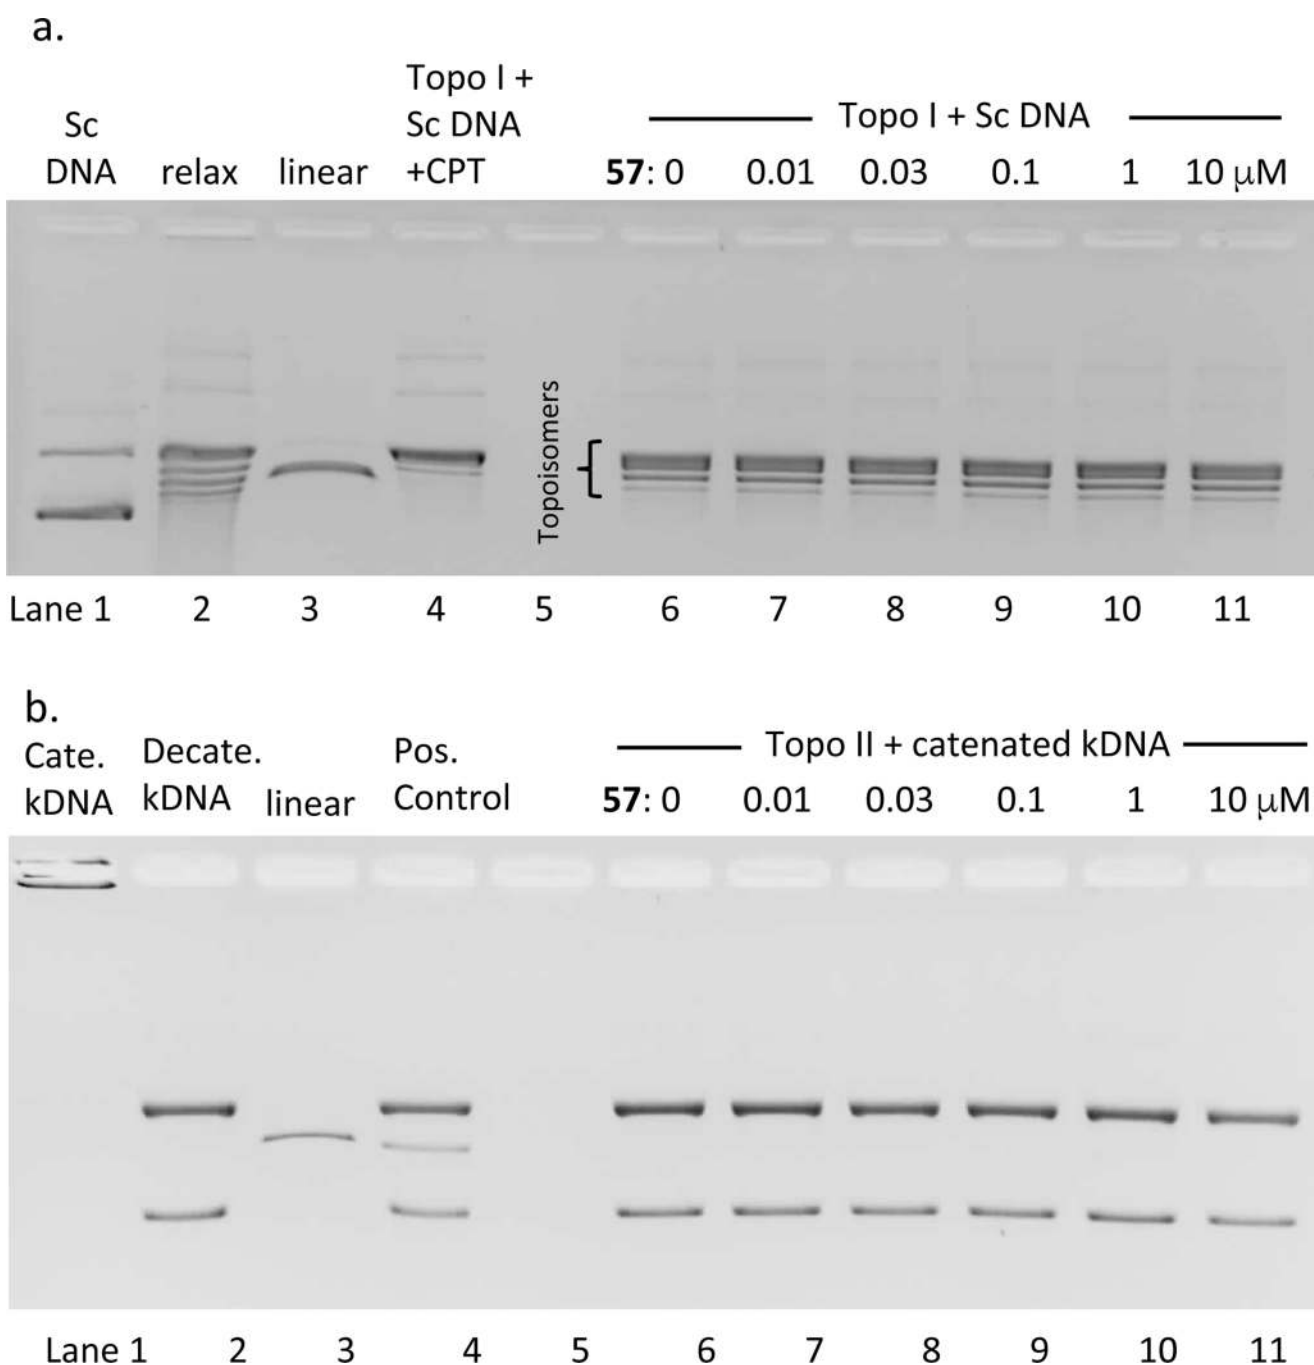 a.
Sc
DNA
relax
linear
Topo I +
Sc DNA
+CPT
Topo I + Sc DNA
57: 0 0.01 0.03 0.1 1 10 μM
Topoisomers
Lane 1 2 3 4 5 6 7 8 9 10 11
b.
Cate.
kDNA
Decate.
kDNA
linear
Pos.
Control
Topo II + catenated kDNA
57: 0 0.01 0.03 0.1 1 10 μM
Lane 1 2 3 4 5 6 7 8 9 10 11